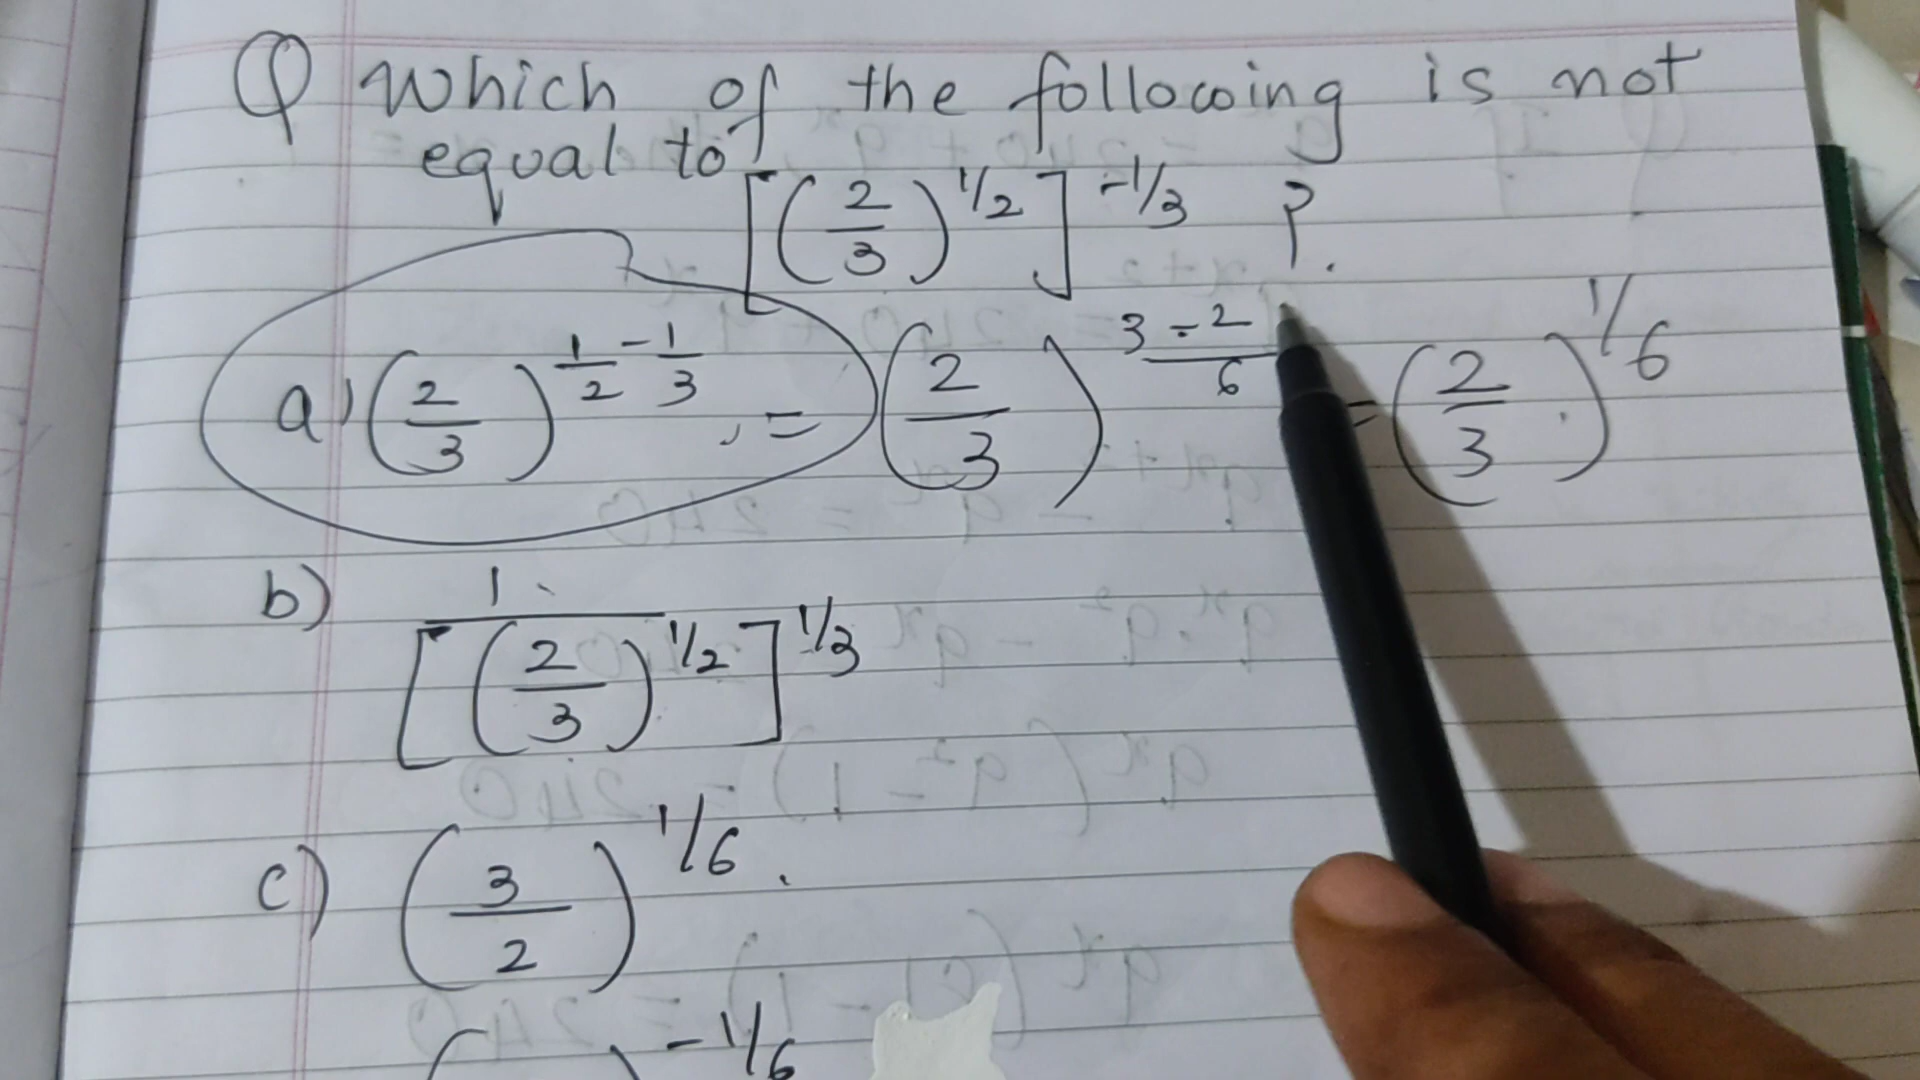 Q Which of the following is not
equal to
[(2/3)^1/2]^-1/3 ?.
a) (2/3)^1/2 - 1/3 = (2/3)^(3-2)/6 = (2/3)^1/6
b) 1/[(2/3)^1/2]^1/3
c) (3/2)^1/6.
-1/6